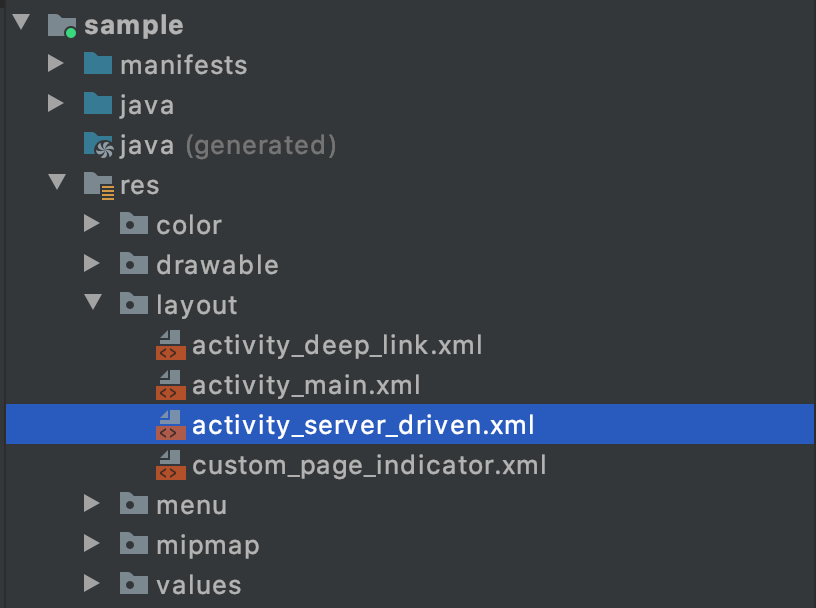 sample
manifests
java
java (generated)
res
color
drawable
layout
activity_deep_link.xml
activity_main.xml
activity_server_driven.xml
custom_page_indicator.xml
menu
mipmap
values